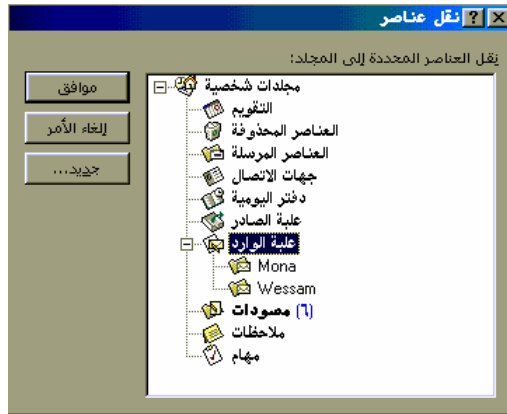 نقل عناصر
نقل العناصر المحددة إلى المجلد:
مجلدات شخصية
التقويم
العناصر المحذوفة
العناصر المرسلة
جهات الاتصال
دفتر اليومية
علبة الصادر
علبة الوارد
Mona
Wessam
مسودات (٦)
ملاحظات
مهام
موافق
إلغاء الأمر
جديد...